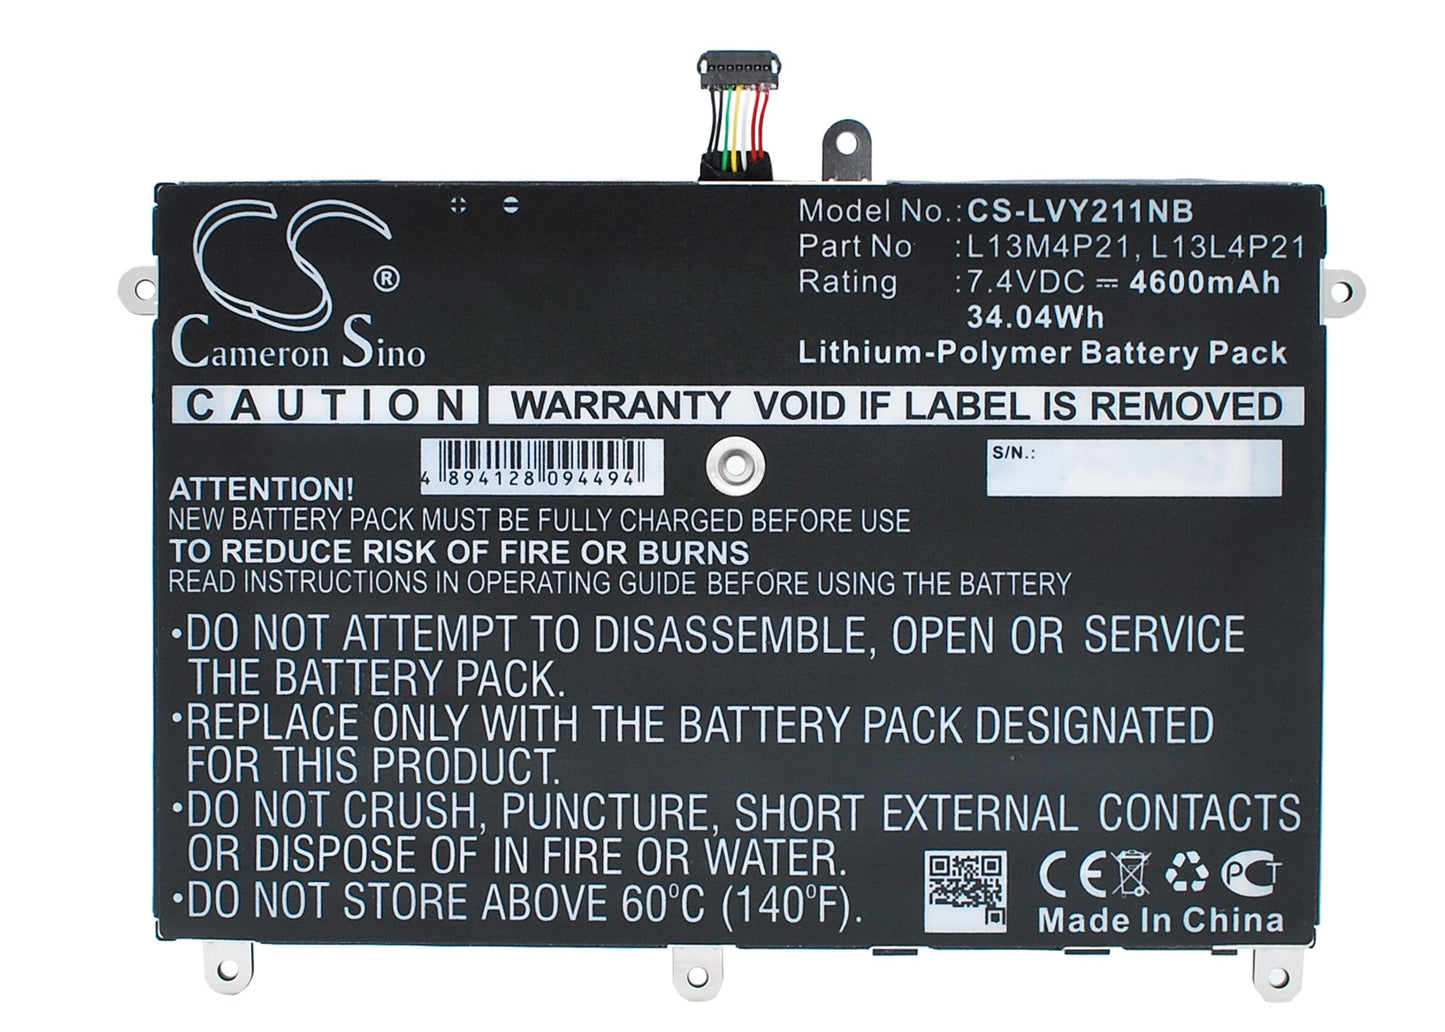 Model No.: CS-LVY211NB
Part No : L13M4P21, L13L4P21
Rating : 7.4VDC ⎓ 4600mAh
34.04Wh
Lithium-Polymer Battery Pack
CS®
Cameron Sino
CAUTION WARRANTY VOID IF LABEL IS REMOVED
4 894128 094494
S/N.:
ATTENTION!
NEW BATTERY PACK MUST BE FULLY CHARGED BEFORE USE
TO REDUCE RISK OF FIRE OR BURNS
READ INSTRUCTIONS IN OPERATING GUIDE BEFORE USING THE BATTERY
•DO NOT ATTEMPT TO DISASSEMBLE, OPEN OR SERVICE
THE BATTERY PACK.
•REPLACE ONLY WITH THE BATTERY PACK DESIGNATED
FOR THIS PRODUCT.
•DO NOT CRUSH, PUNCTURE, SHORT EXTERNAL CONTACTS
OR DISPOSE OF IN FIRE OR WATER.
•DO NOT STORE ABOVE 60°C (140°F).
CE PCT
Made In China